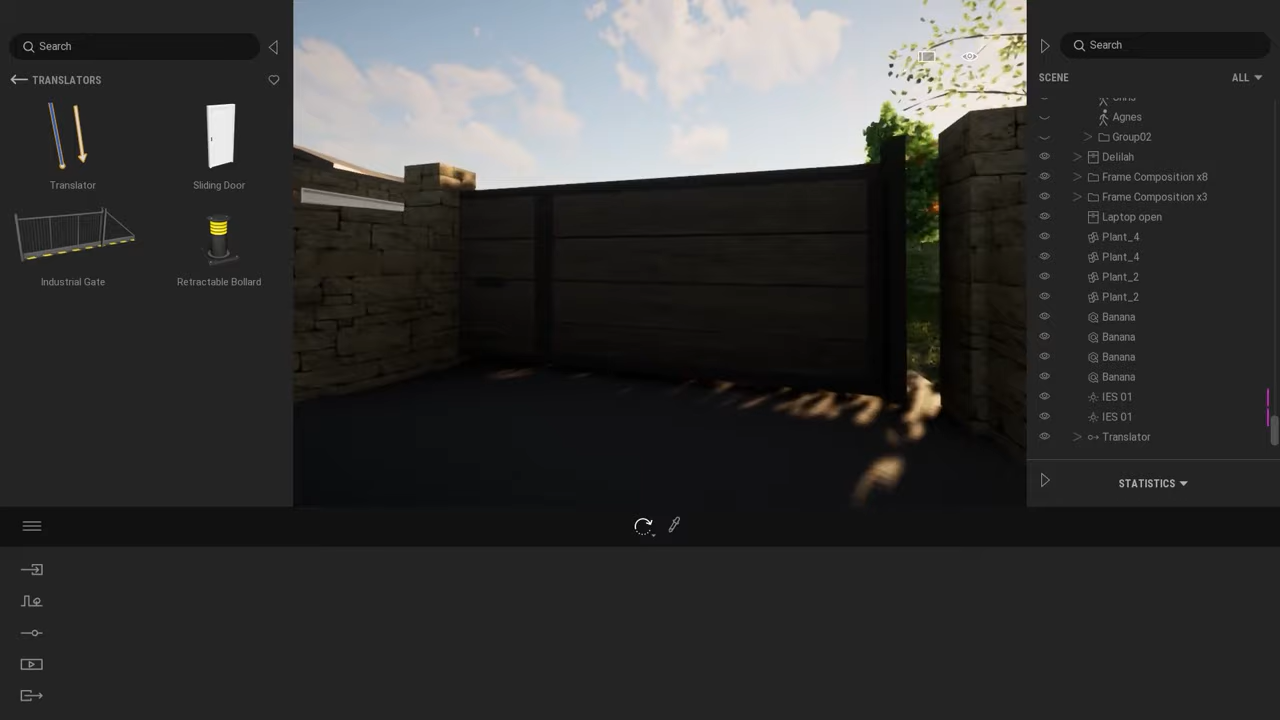 Search
TRANSLATORS
Translator
Sliding Door
Industrial Gate
Retractable Bollard
Search
SCENE
ALL
Agnes
Group02
Delilah
Frame Composition x8
Frame Composition x3
Laptop open
Plant_4
Plant_4
Plant_2
Plant_2
Banana
Banana
Banana
Banana
IES 01
IES 01
Translator
STATISTICS